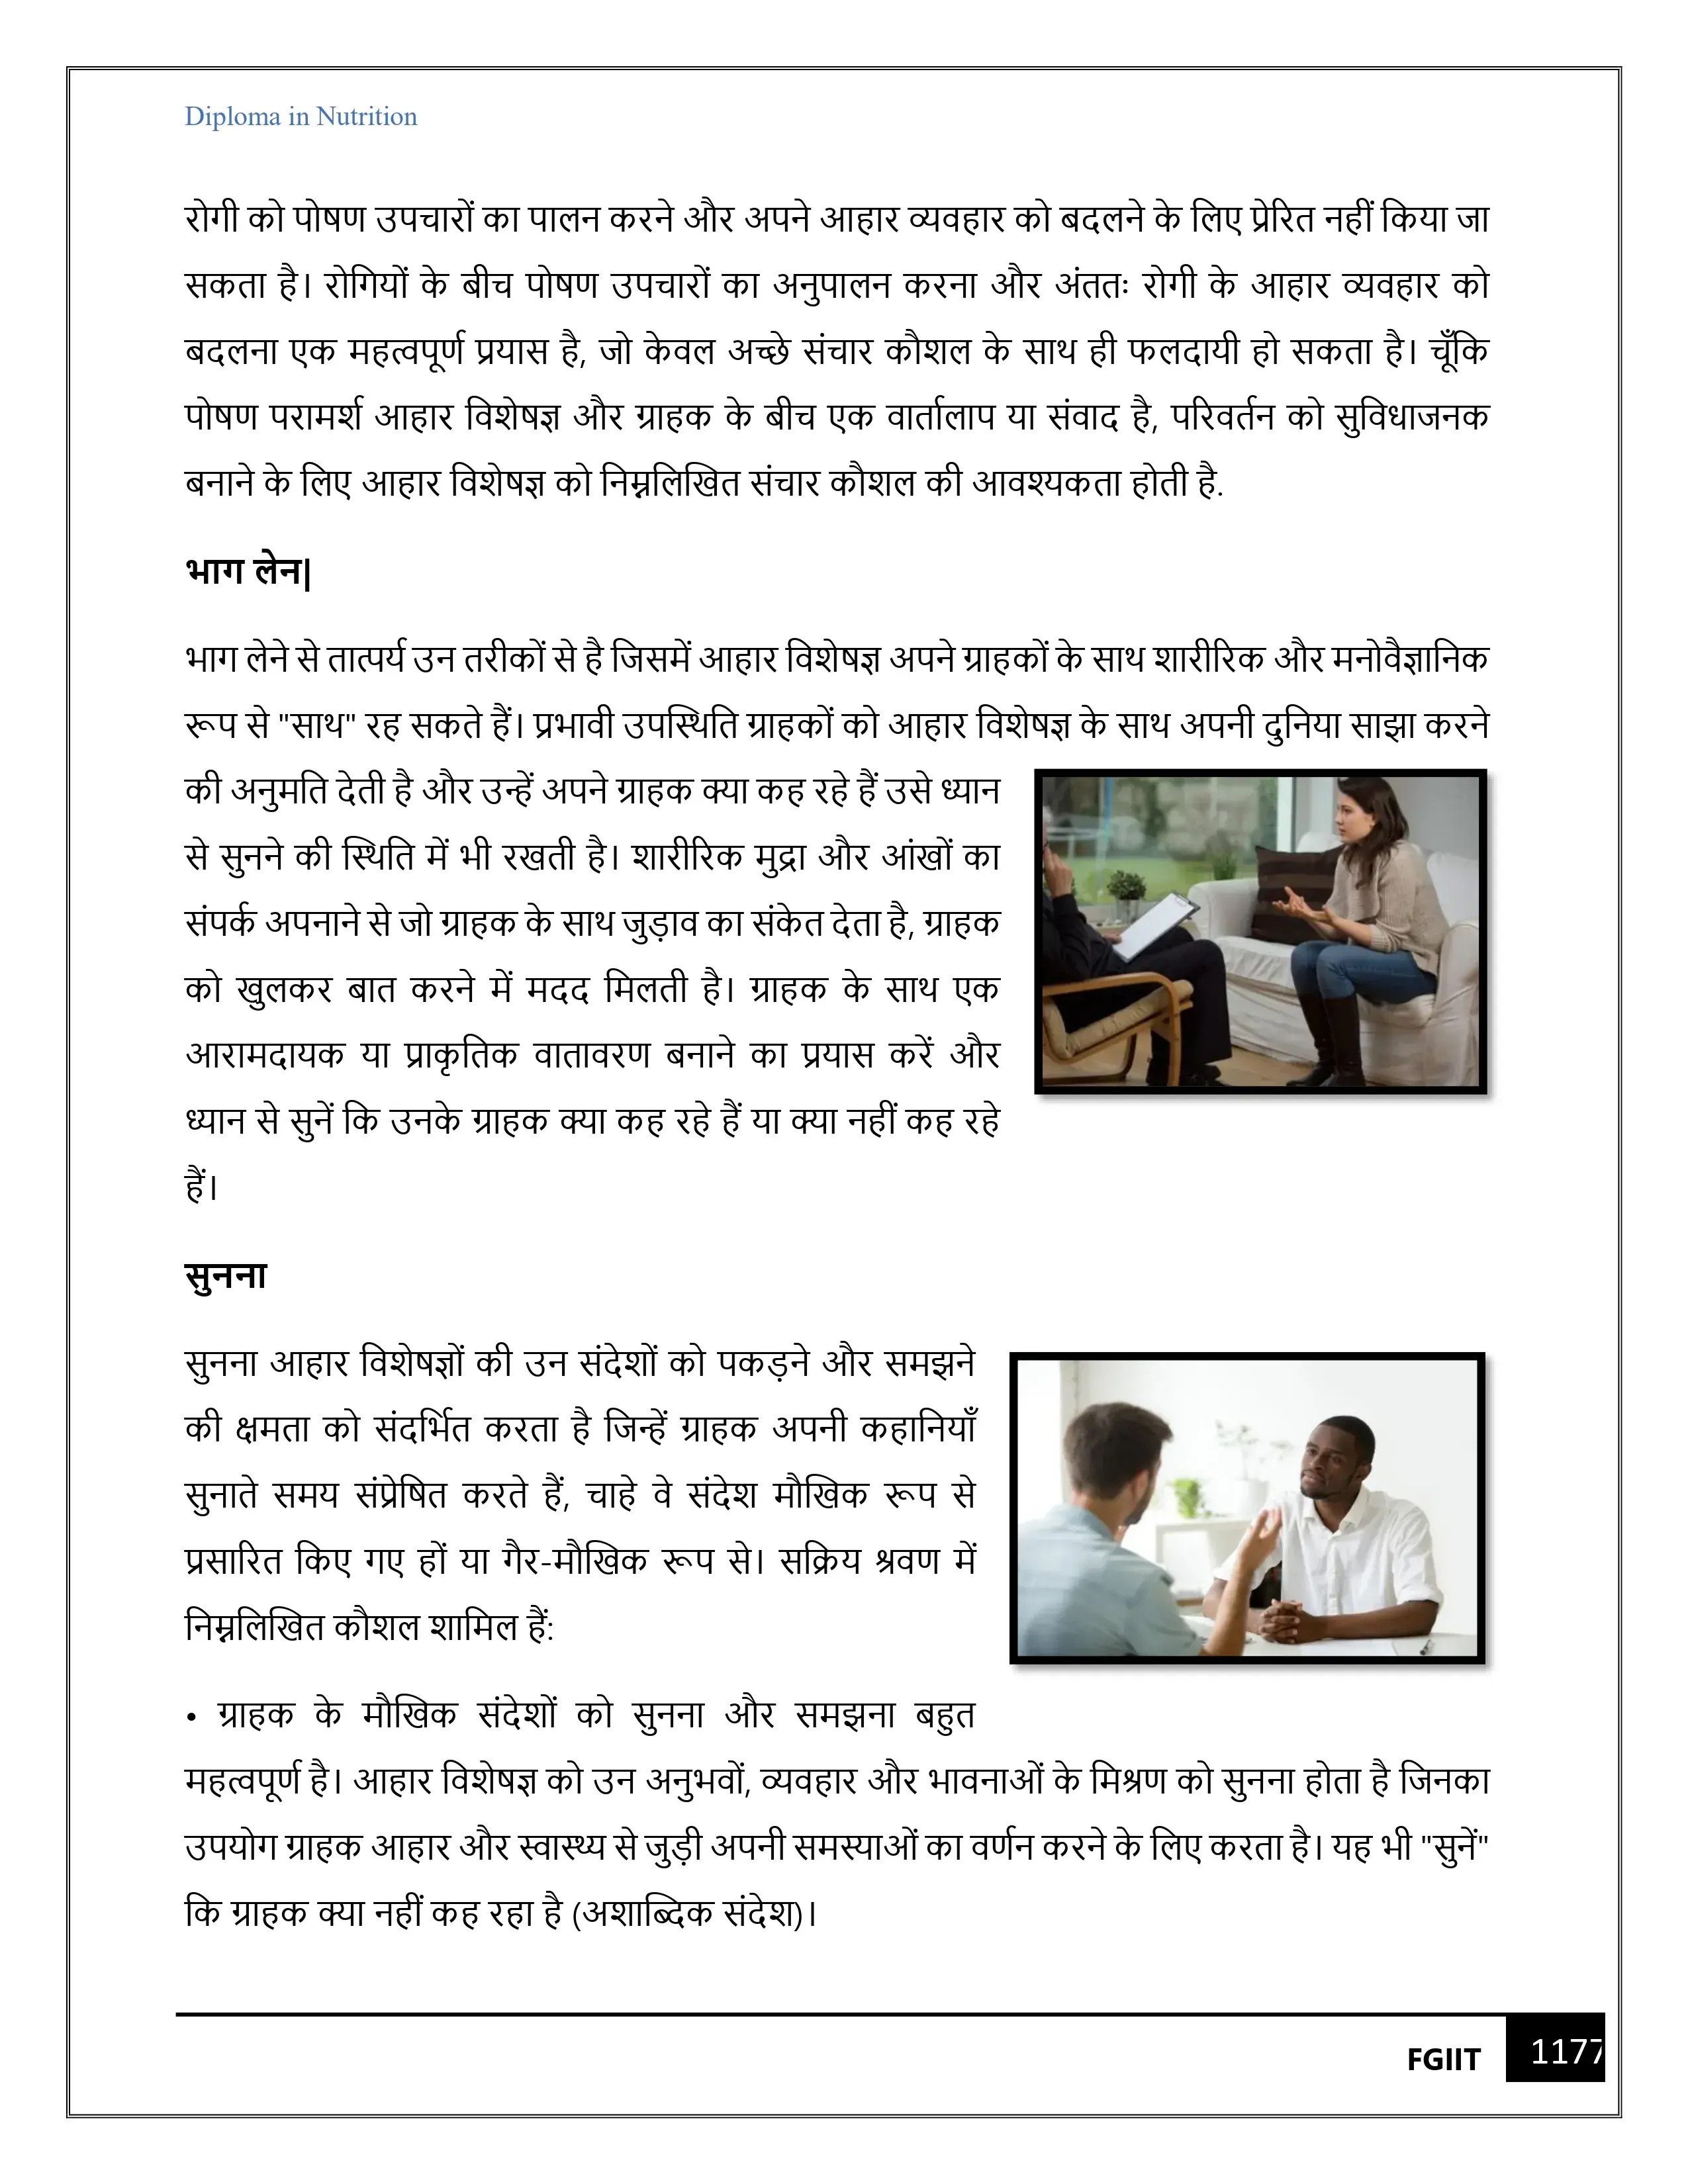 Diploma in Nutrition
रोगी को पोषण उपचारों का पालन करने और अपने आहार व्यवहार को बदलने के लिए प्रेरित नहीं किया जा
सकता है। रोगियों के बीच पोषण उपचारों का अनुपालन करना और अंततः रोगी के आहार व्यवहार को
बदलना एक महत्वपूर्ण प्रयास है, जो केवल अच्छे संचार कौशल के साथ ही फलदायी हो सकता है। चूँकि
पोषण परामर्श आहार विशेषज्ञ और ग्राहक के बीच एक वार्तालाप या संवाद है, परिवर्तन को सुविधाजनक
बनाने के लिए आहार विशेषज्ञ को निम्नलिखित संचार कौशल की आवश्यकता होती है.
भाग लेन|
भाग लेने से तात्पर्य उन तरीकों से है जिसमें आहार विशेषज्ञ अपने ग्राहकों के साथ शारीरिक और मनोवैज्ञानिक
रूप से "साथ" रह सकते हैं। प्रभावी उपस्थिति ग्राहकों को आहार विशेषज्ञ के साथ अपनी दुनिया साझा करने
की अनुमति देती है और उन्हें अपने ग्राहक क्या कह रहे हैं उसे ध्यान
से सुनने की स्थिति में भी रखती है। शारीरिक मुद्रा और आंखों का
संपर्क अपनाने से जो ग्राहक के साथ जुड़ाव का संकेत देता है, ग्राहक
को खुलकर बात करने में मदद मिलती है। ग्राहक के साथ एक
आरामदायक या प्राकृतिक वातावरण बनाने का प्रयास करें और
ध्यान से सुनें कि उनके ग्राहक क्या कह रहे हैं या क्या नहीं कह रहे
हैं।
सुनना
सुनना आहार विशेषज्ञों की उन संदेशों को पकड़ने और समझने
की क्षमता को संदर्भित करता है जिन्हें ग्राहक अपनी कहानियाँ
सुनाते समय संप्रेषित करते हैं, चाहे वे संदेश मौखिक रूप से
प्रसारित किए गए हों या गैर-मौखिक रूप से। सक्रिय श्रवण में
निम्नलिखित कौशल शामिल हैं:
• ग्राहक के मौखिक संदेशों को सुनना और समझना बहुत
महत्वपूर्ण है। आहार विशेषज्ञ को उन अनुभवों, व्यवहार और भावनाओं के मिश्रण को सुनना होता है जिनका
उपयोग ग्राहक आहार और स्वास्थ्य से जुड़ी अपनी समस्याओं का वर्णन करने के लिए करता है। यह भी "सुनें"
कि ग्राहक क्या नहीं कह रहा है (अशाब्दिक संदेश)।
FGIIT 1177